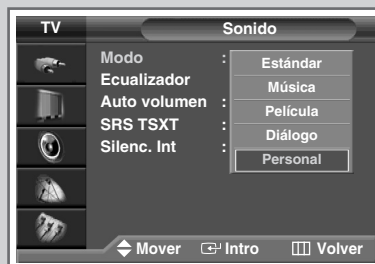 TV Sonido
Modo :
Ecualizador
Auto volumen :
SRS TSXT :
Silenc. Int :
Estándar
Música
Película
Diálogo
Personal
Mover Intro Volver